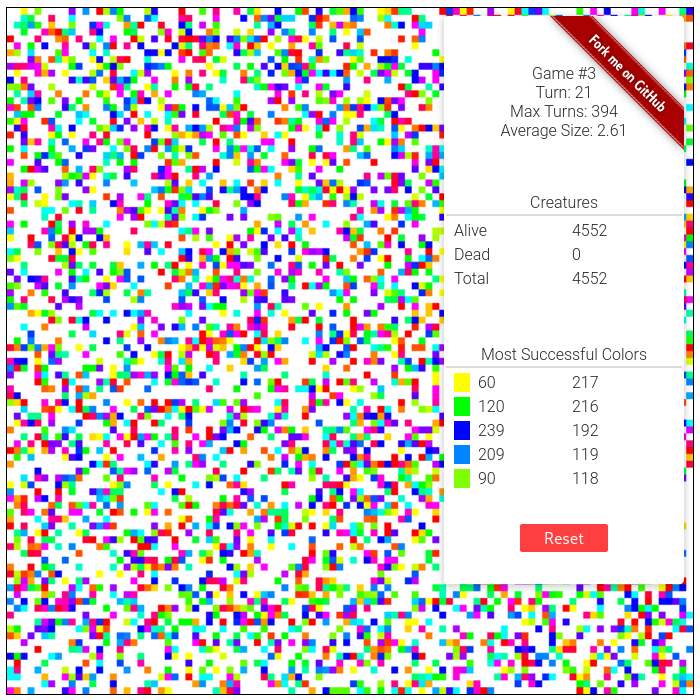 Fork me on GitHub
Game #3
Turn: 21
Max Turns: 394
Average Size: 2.61
Creatures
Alive 4552
Dead 0
Total 4552
Most Successful Colors
60 217
120 216
239 192
209 119
90 118
Reset